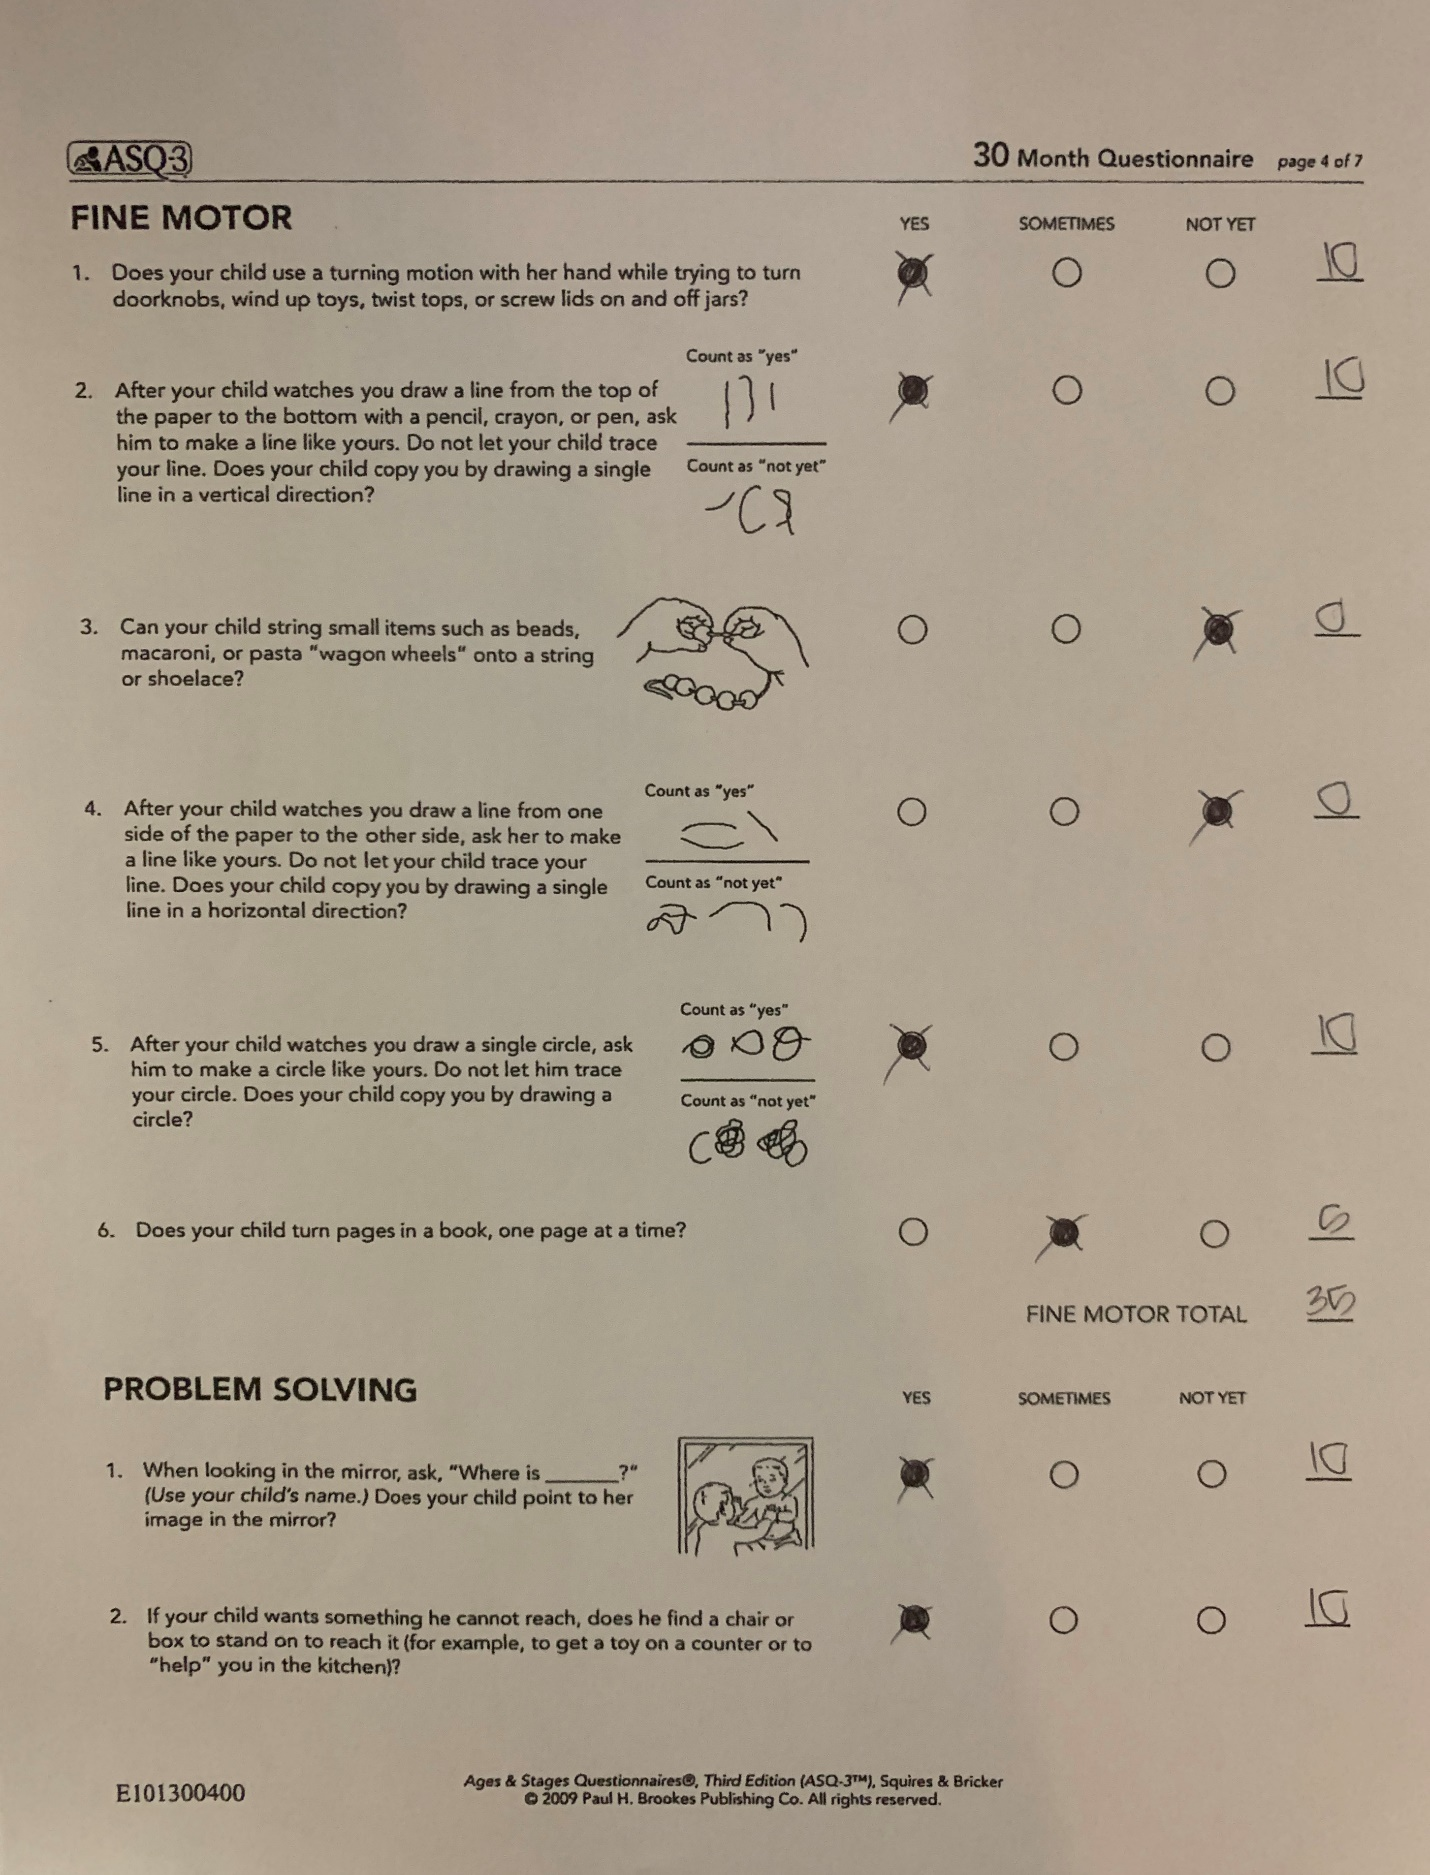 ASQ-3
30 Month Questionnaire page 4 of 7
FINE MOTOR
YES SOMETIMES NOT YET
1. Does your child use a turning motion with her hand while trying to turn
doorknobs, wind up toys, twist tops, or screw lids on and off jars?
10
Count as "yes"
2. After your child watches you draw a line from the top of
the paper to the bottom with a pencil, crayon, or pen, ask
him to make a line like yours. Do not let your child trace
your line. Does your child copy you by drawing a single
line in a vertical direction?
Count as "not yet"
10
3. Can your child string small items such as beads,
macaroni, or pasta "wagon wheels" onto a string
or shoelace?
0
Count as "yes"
4. After your child watches you draw a line from one
side of the paper to the other side, ask her to make
a line like yours. Do not let your child trace your
line. Does your child copy you by drawing a single
line in a horizontal direction?
Count as "not yet"
0
Count as "yes"
5. After your child watches you draw a single circle, ask
him to make a circle like yours. Do not let him trace
your circle. Does your child copy you by drawing a
circle?
Count as "not yet"
10
6. Does your child turn pages in a book, one page at a time?
5
FINE MOTOR TOTAL 35
PROBLEM SOLVING
YES SOMETIMES NOT YET
1. When looking in the mirror, ask, "Where is ______?"
(Use your child's name.) Does your child point to her
image in the mirror?
10
2. If your child wants something he cannot reach, does he find a chair or
box to stand on to reach it (for example, to get a toy on a counter or to
"help" you in the kitchen)?
10
E101300400
Ages & Stages Questionnaires®, Third Edition (ASQ-3™), Squires & Bricker
© 2009 Paul H. Brookes Publishing Co. All rights reserved.